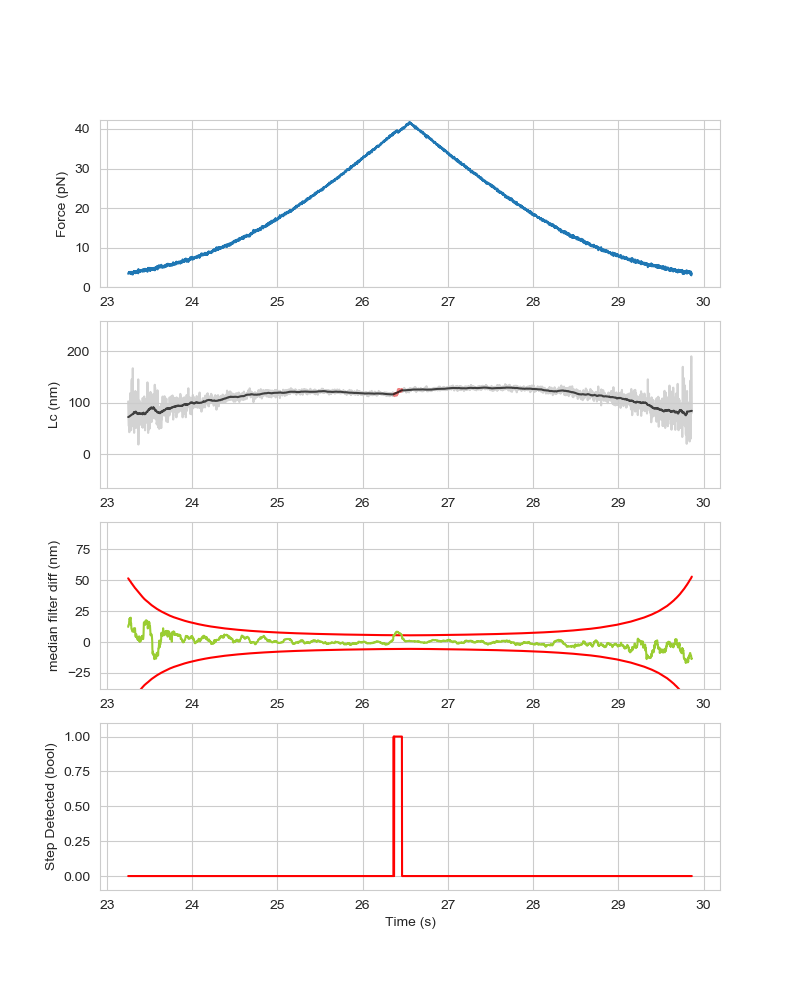 40
30
20
10
0
Force (pN)
23 24 25 26 27 28 29 30
200
100
0
Lc (nm)
23 24 25 26 27 28 29 30
75
50
25
0
−25
median filter diff (nm)
23 24 25 26 27 28 29 30
1.00
0.75
0.50
0.25
0.00
Step Detected (bool)
23 24 25 26 27 28 29 30
Time (s)